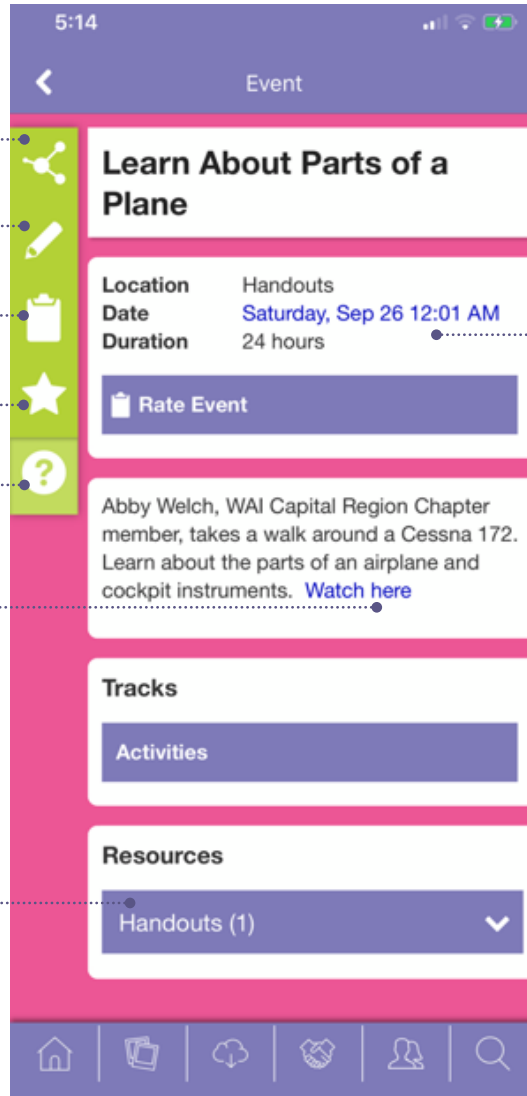 5:14
Event
Learn About Parts of a
Plane
Location Handouts
Date Saturday, Sep 26 12:01 AM
Duration 24 hours
Rate Event
?
Abby Welch, WAI Capital Region Chapter
member, takes a walk around a Cessna 172.
Learn about the parts of an airplane and
cockpit instruments. Watch here
Tracks
Activities
Resources
Handouts (1)